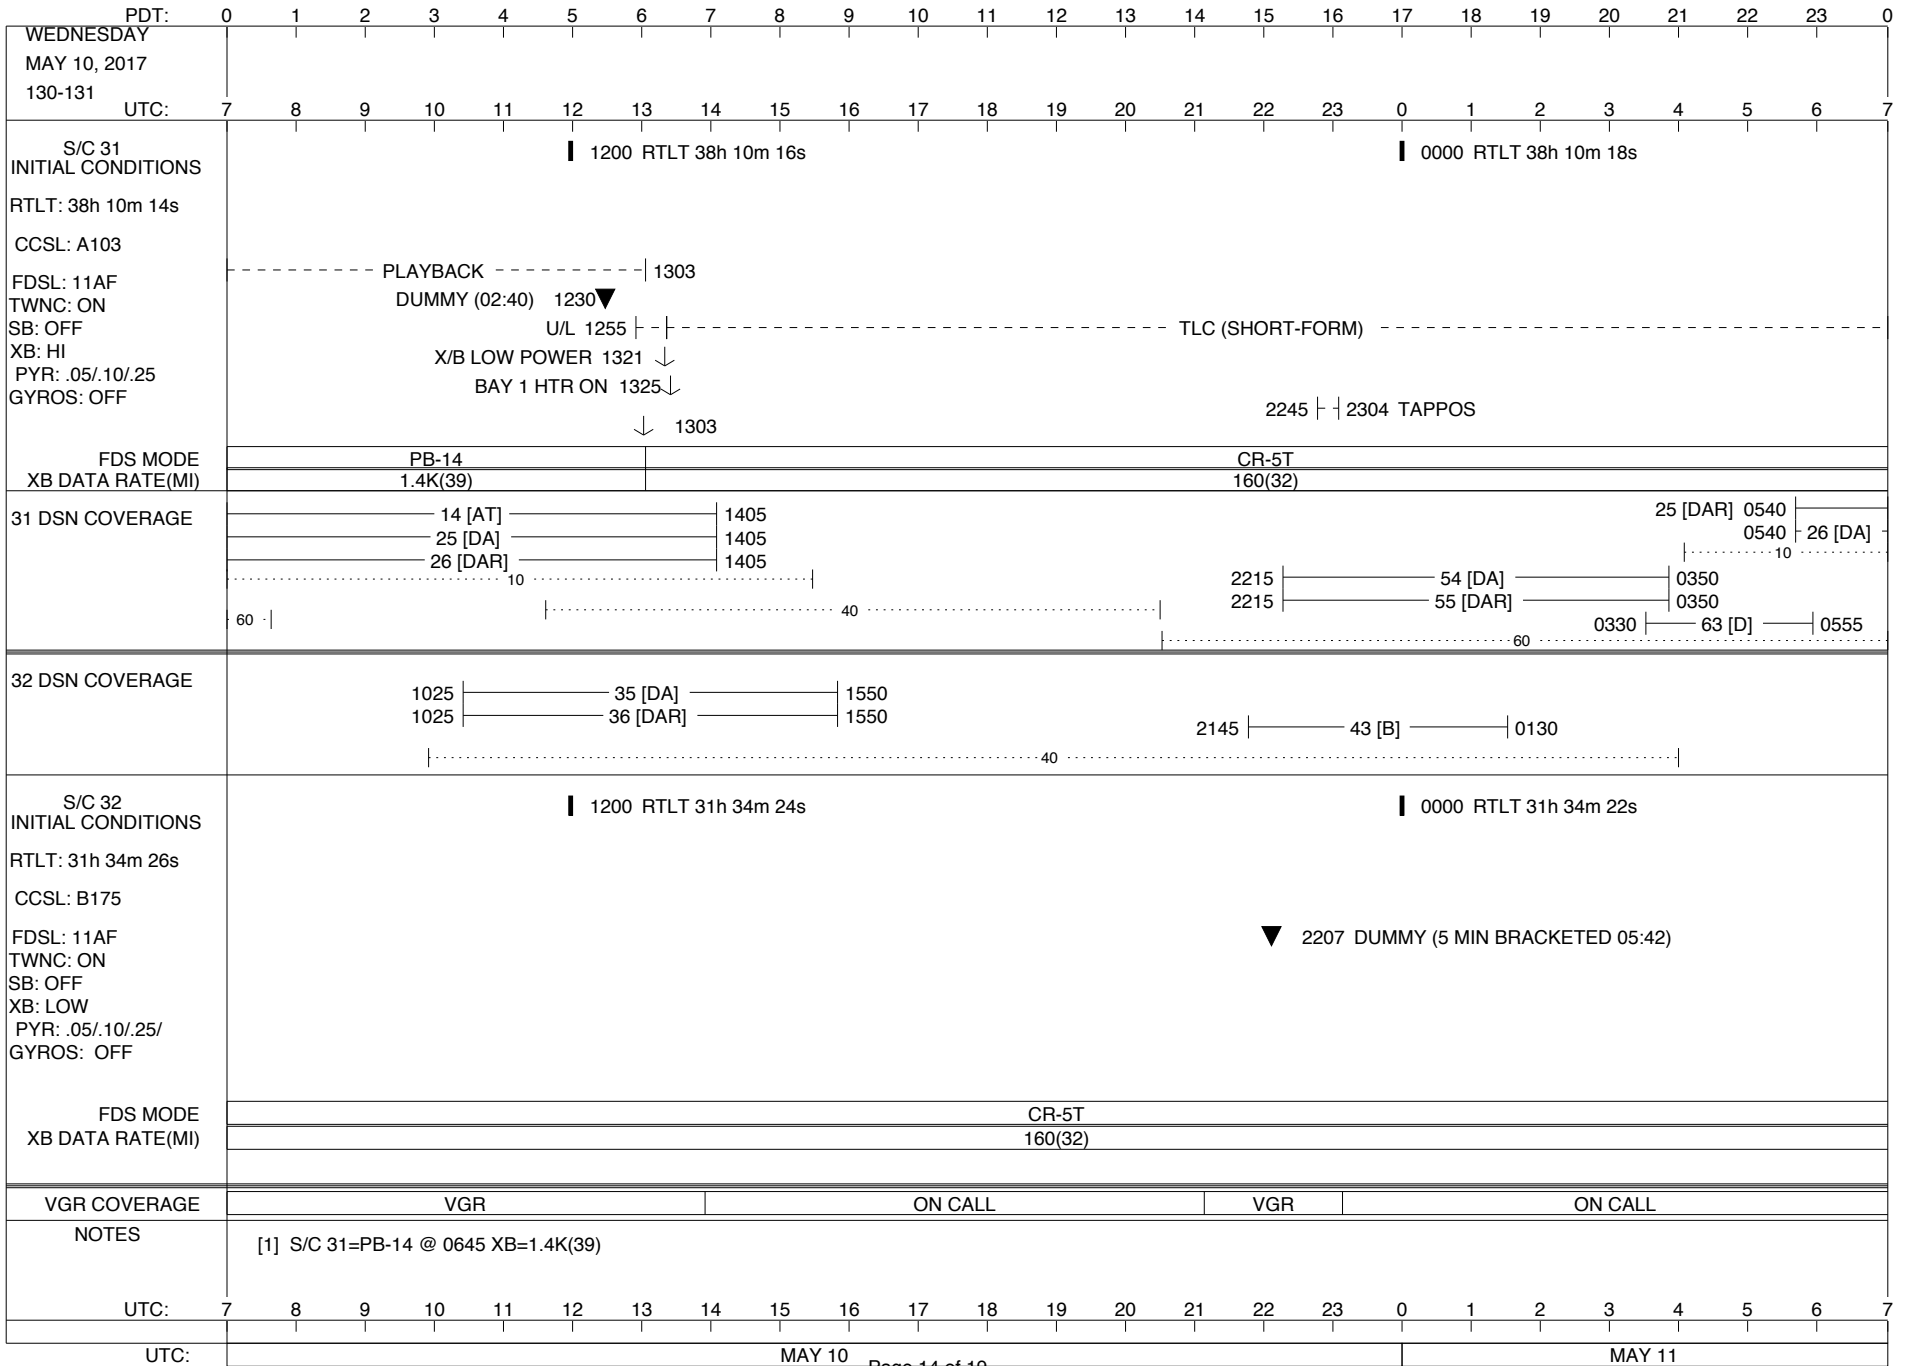 PDT: 0 1 2 3 4 5 6 7 8 9 10 11 12 13 14 15 16 17 18 19 20 21 22 23 0
WEDNESDAY
MAY 10, 2017
130-131
UTC: 7 8 9 10 11 12 13 14 15 16 17 18 19 20 21 22 23 0 1 2 3 4 5 6 7
S/C 31
INITIAL CONDITIONS
1200 RTLT 38h 10m 16s
0000 RTLT 38h 10m 18s
RTLT: 38h 10m 14s
CCSL: A103
FDSL: 11AF
TWNC: ON
SB: OFF
XB: HI
PYR: .05/.10/.25
GYROS: OFF
PLAYBACK 1303
DUMMY (02:40) 1230
U/L 1255 TLC (SHORT-FORM)
X/B LOW POWER 1321
BAY 1 HTR ON 1325
2245 2304 TAPPOS
1303
FDS MODE PB-14 CR-5T
XB DATA RATE(MI) 1.4K(39) 160(32)
31 DSN COVERAGE
14 [AT] 1405
25 [DA] 1405
26 [DAR] 1405
10
40
60
25 [DAR] 0540
0540 26 [DA]
10
2215 54 [DA] 0350
2215 55 [DAR] 0350
0330 63 [D] 0555
60
32 DSN COVERAGE
1025 35 [DA] 1550
1025 36 [DAR] 1550
2145 43 [B] 0130
40
S/C 32
INITIAL CONDITIONS
1200 RTLT 31h 34m 24s
0000 RTLT 31h 34m 22s
RTLT: 31h 34m 26s
CCSL: B175
FDSL: 11AF
TWNC: ON
SB: OFF
XB: LOW
PYR: .05/.10/.25/
GYROS: OFF
2207 DUMMY (5 MIN BRACKETED 05:42)
FDS MODE CR-5T
XB DATA RATE(MI) 160(32)
VGR COVERAGE VGR ON CALL VGR ON CALL
NOTES
[1] S/C 31=PB-14 @ 0645 XB=1.4K(39)
UTC: 7 8 9 10 11 12 13 14 15 16 17 18 19 20 21 22 23 0 1 2 3 4 5 6 7
UTC: MAY 10 MAY 11
Page 14 of 19